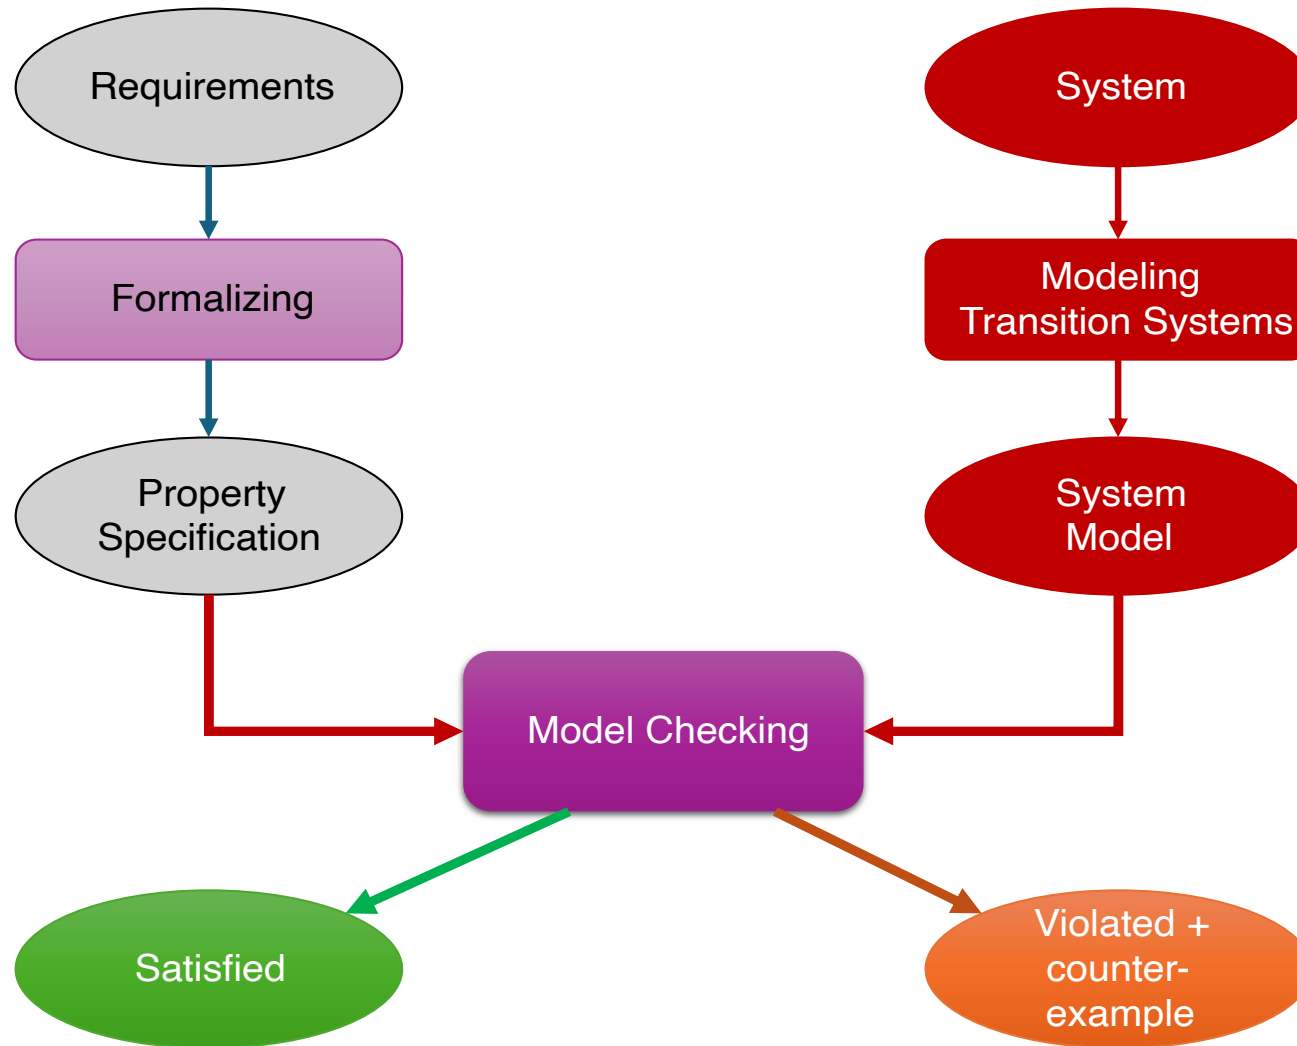 Requirements
System
Formalizing
Modeling
Transition Systems
Property
Specification
System
Model
Model Checking
Satisfied
Violated +
counter-
example